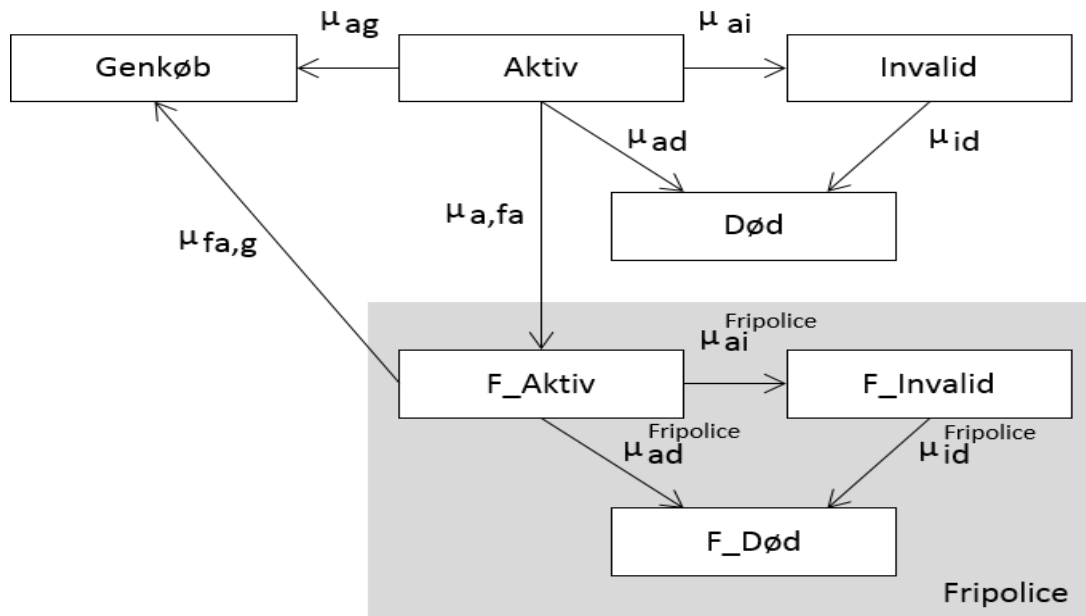 μ ag
μ ai
Genkøb
Aktiv
Invalid
μ ad
μ id
Død
μ a,fa
μ fa,g
μ ai Fripolice
F_Aktiv
F_Invalid
μ ad Fripolice
μ id Fripolice
F_Død
Fripolice